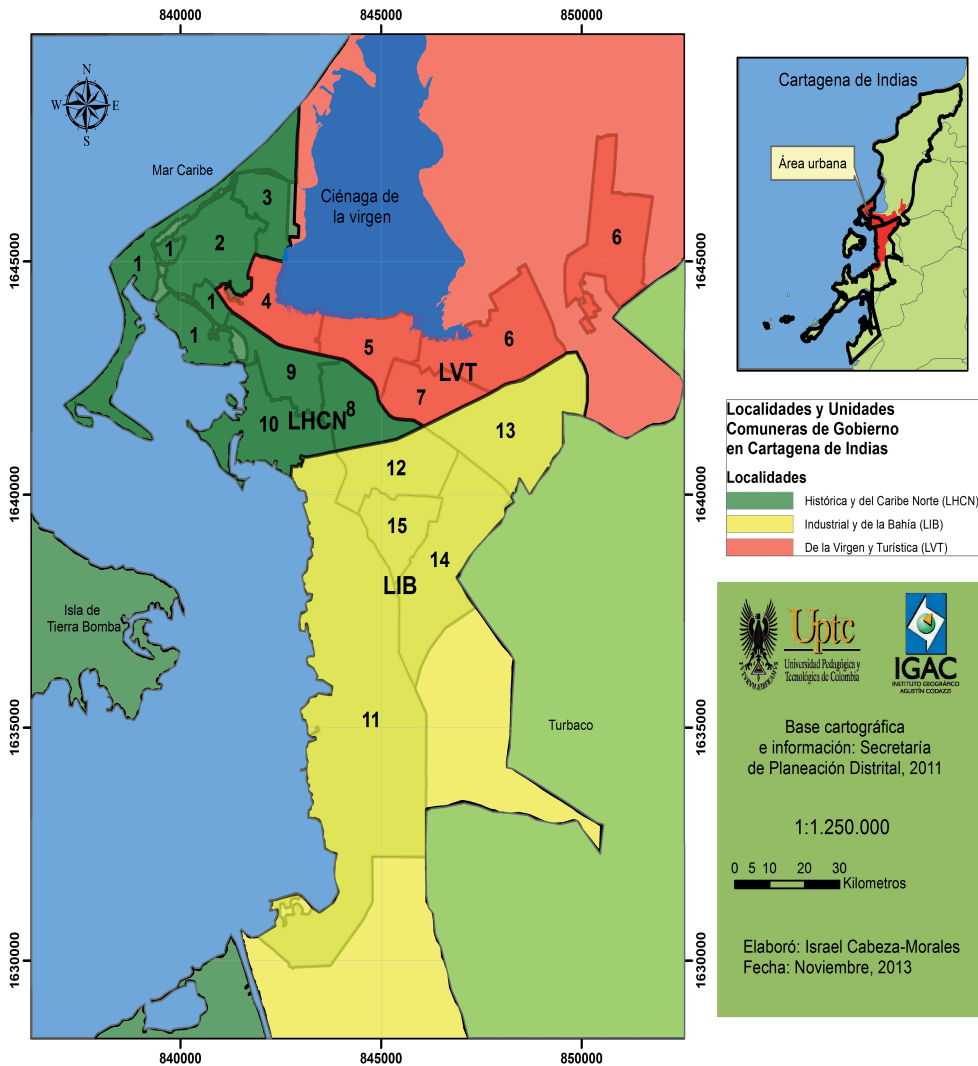 840000
845000
850000
1645000
1640000
1635000
1630000
N
W
E
S
Mar Caribe
Ciénaga de
la virgen
3
2
1
1
1
1
4
5
6
6
7
LVT
9
8
10
LHCN
13
12
15
14
LIB
11
Isla de
Tierra Bomba
Turbaco
1645000
1640000
1635000
1630000
840000
845000
850000
Cartagena de Indias
Área urbana
Localidades y Unidades
Comuneras de Gobierno
en Cartagena de Indias
Localidades
Histórica y del Caribe Norte (LHCN)
Industrial y de la Bahía (LIB)
De la Virgen y Turística (LVT)
Uptc
Universidad Pedagógica y
Tecnológica de Colombia
IGAC
INSTITUTO GEOGRÁFICO
AGUSTÍN CODAZZI
Base cartográfica
e información: Secretaría
de Planeación Distrital, 2011
1:1.250.000
0 5 10 20 30
Kilometros
Elaboró: Israel Cabeza-Morales
Fecha: Noviembre, 2013